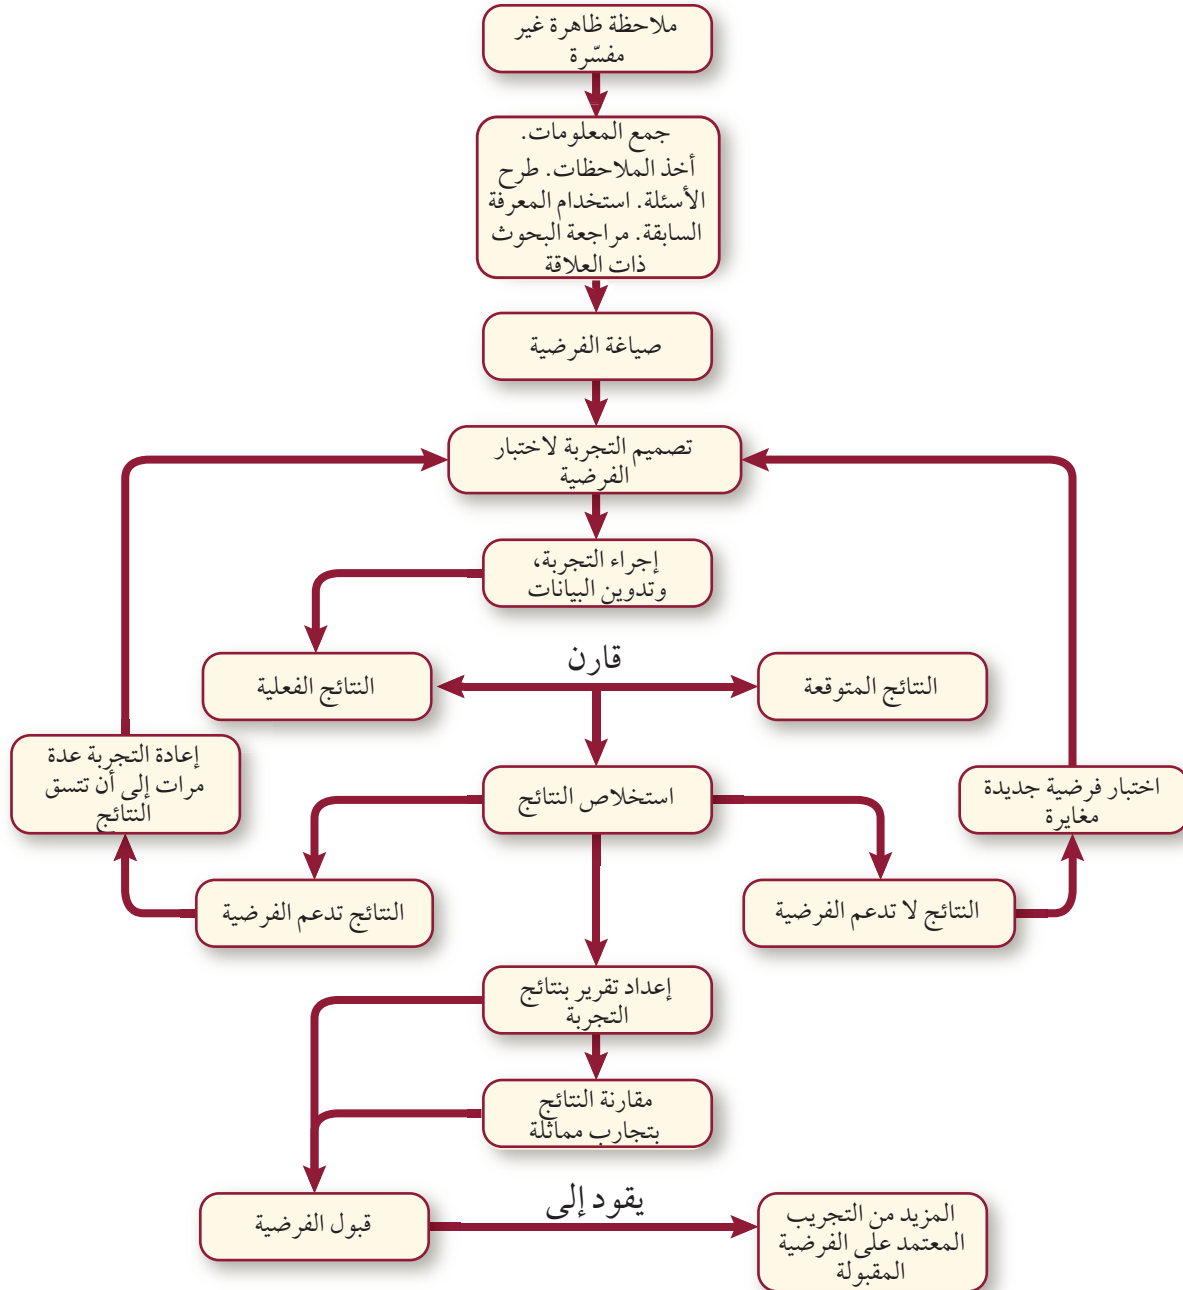 ملاحظة ظاهرة غير
مفسّرة
جمع المعلومات.
أخذ الملاحظات. طرح
الأسئلة. استخدام المعرفة
السابقة. مراجعة البحوث
ذات العلاقة
صياغة الفرضية
تصميم التجربة لاختبار
الفرضية
إجراء التجربة،
وتدوين البيانات
قارن
النتائج المتوقعة
النتائج الفعلية
اختبار فرضية جديدة
مغايرة
استخلاص النتائج
إعادة التجربة عدة
مرات إلى أن تتسق
النتائج
النتائج لا تدعم الفرضية
النتائج تدعم الفرضية
إعداد تقرير بنتائج
التجربة
مقارنة النتائج
بتجارب مماثلة
قبول الفرضية
يقود إلى
المزيد من التجريب
المعتمد على الفرضية
المقبولة